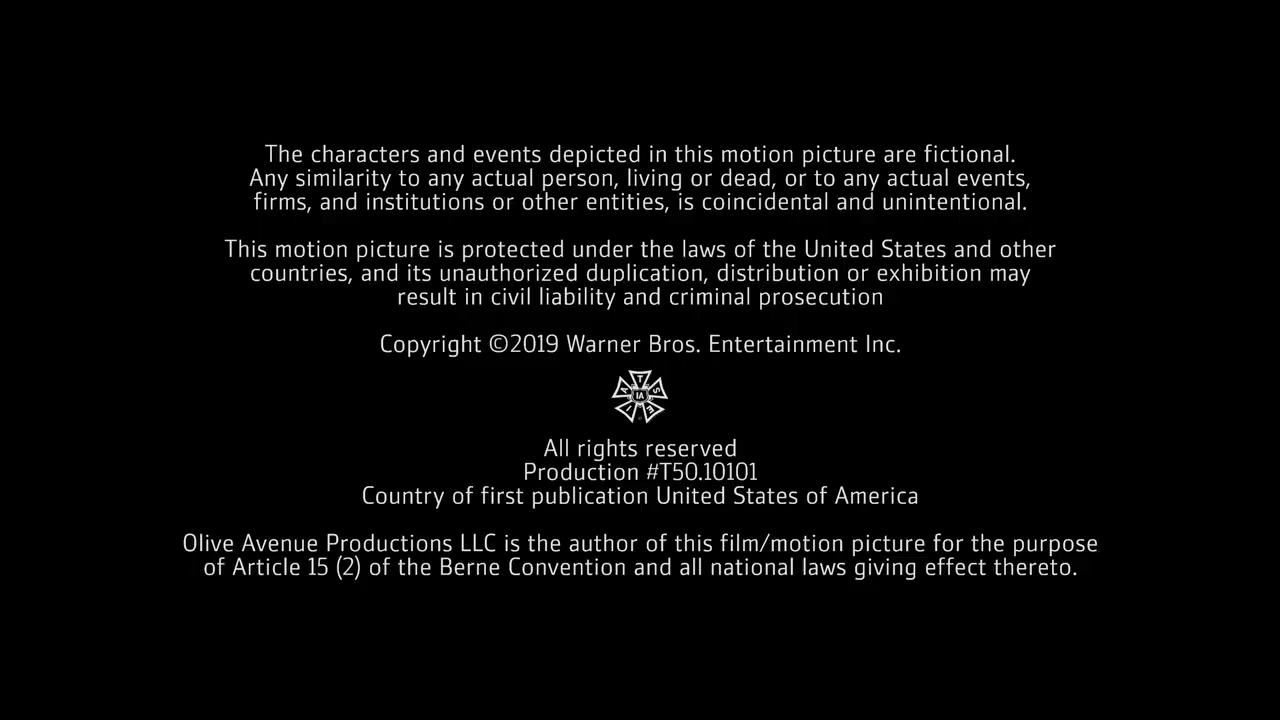 The characters and events depicted in this motion picture are fictional.
Any similarity to any actual person, living or dead, or to any actual events,
firms, and institutions or other entities, is coincidental and unintentional.
This motion picture is protected under the laws of the United States and other
countries, and its unauthorized duplication, distribution or exhibition may
result in civil liability and criminal prosecution
Copyright ©2019 Warner Bros. Entertainment Inc.
I A T S E
IA
All rights reserved
Production #T50.10101
Country of first publication United States of America
Olive Avenue Productions LLC is the author of this film/motion picture for the purpose
of Article 15 (2) of the Berne Convention and all national laws giving effect thereto.